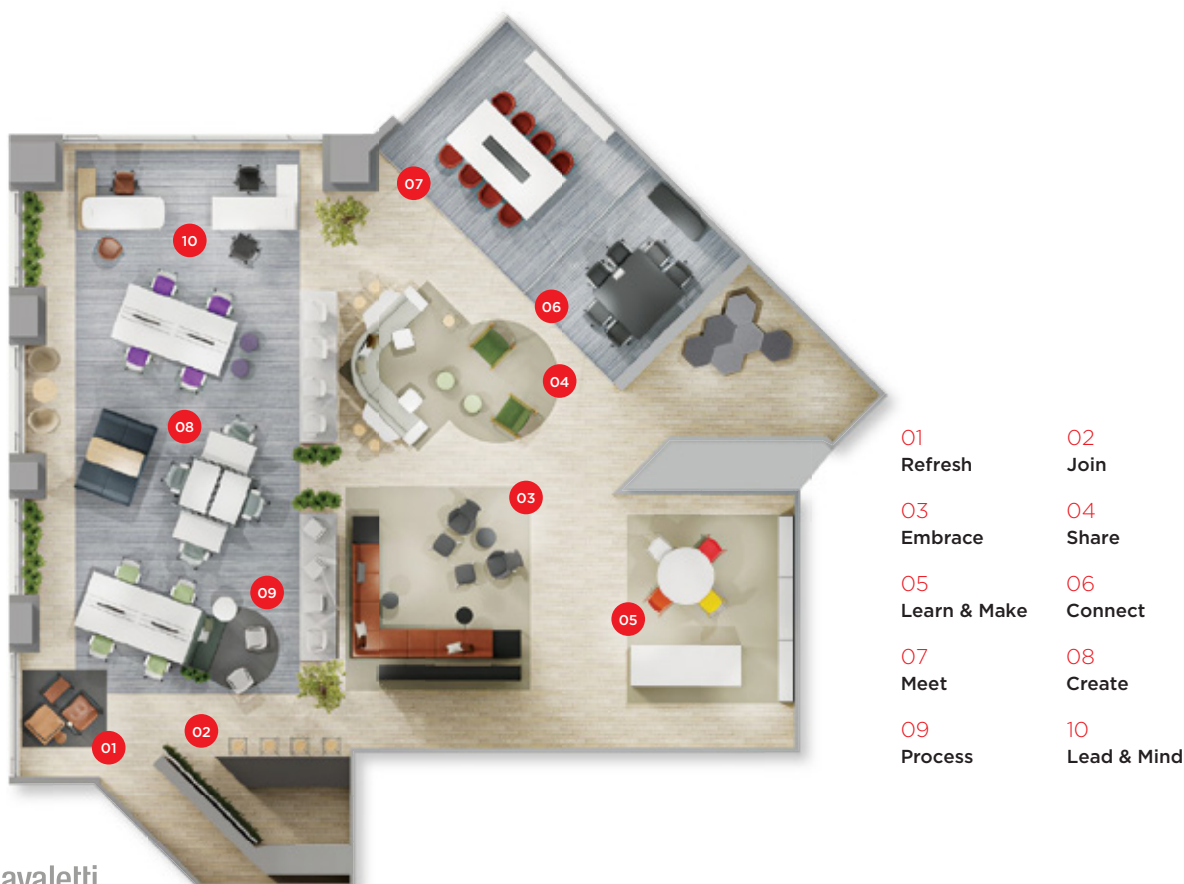 07
10
06
04
08
03
09
05
02
01
01 02
Refresh Join
03 04
Embrace Share
05 06
Learn & Make Connect
07 08
Meet Create
09 10
Process Lead & Mind
avaletti